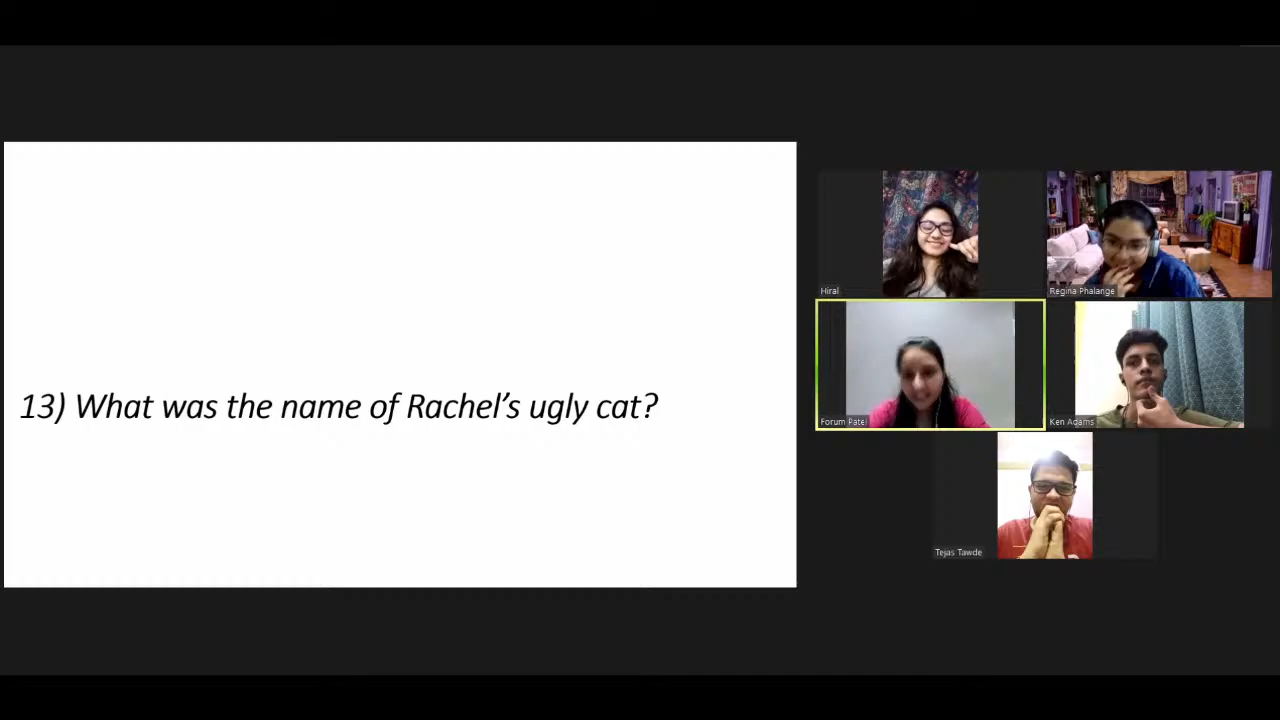 13) What was the name of Rachel’s ugly cat?
Hiral
Regina Phalange
Forum Patel
Ken Adams
Tejas Tawde